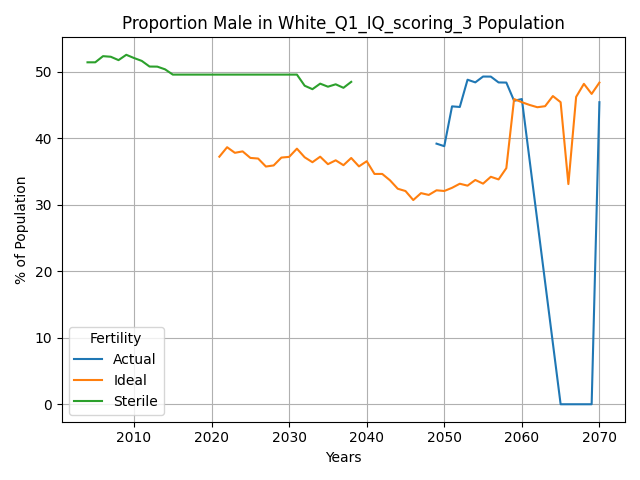 Proportion Male in White_Q1_IQ_scoring_3 Population
% of Population
50
40
30
20
10
0
Fertility
Actual
Ideal
Sterile
2010 2020 2030 2040 2050 2060 2070
Years